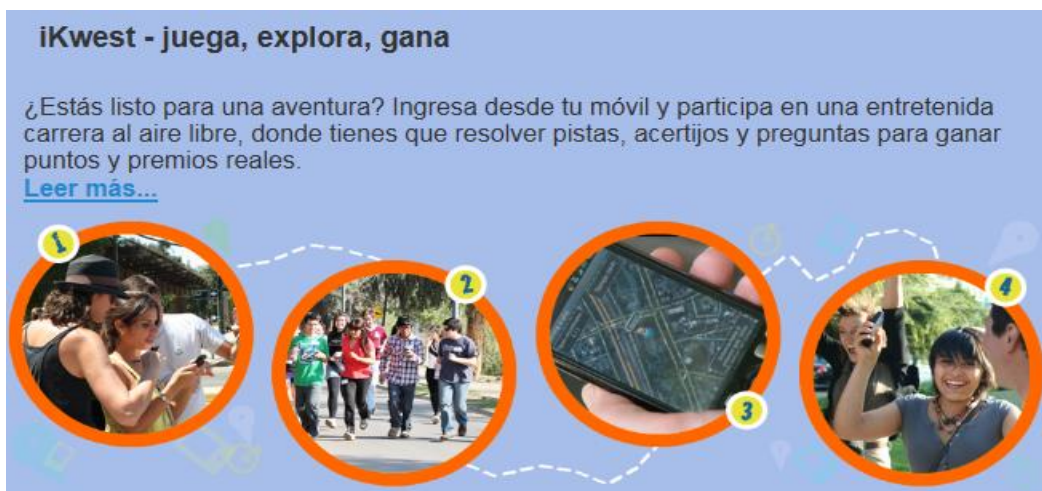 iKwest - juega, explora, gana
¿Estás listo para una aventura? Ingresa desde tu móvil y participa en una entretenida
carrera al aire libre, donde tienes que resolver pistas, acertijos y preguntas para ganar
puntos y premios reales.
Leer más...
1
2
3
4